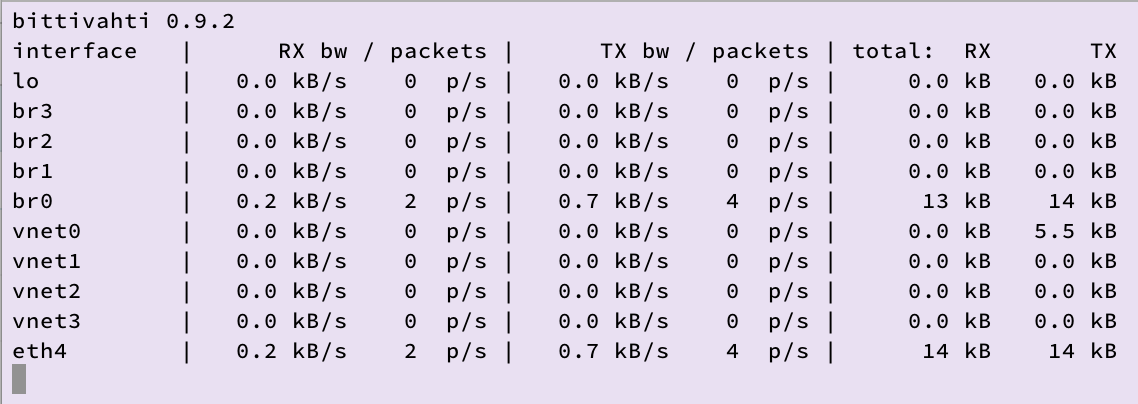 bittivahti 0.9.2
interface   |      RX bw / packets |      TX bw / packets | total:  RX       TX
lo          |   0.0 kB/s    0  p/s |   0.0 kB/s    0  p/s |     0.0 kB   0.0 kB
br3         |   0.0 kB/s    0  p/s |   0.0 kB/s    0  p/s |     0.0 kB   0.0 kB
br2         |   0.0 kB/s    0  p/s |   0.0 kB/s    0  p/s |     0.0 kB   0.0 kB
br1         |   0.0 kB/s    0  p/s |   0.0 kB/s    0  p/s |     0.0 kB   0.0 kB
br0         |   0.2 kB/s    2  p/s |   0.7 kB/s    4  p/s |      13 kB    14 kB
vnet0       |   0.0 kB/s    0  p/s |   0.0 kB/s    0  p/s |     0.0 kB   5.5 kB
vnet1       |   0.0 kB/s    0  p/s |   0.0 kB/s    0  p/s |     0.0 kB   0.0 kB
vnet2       |   0.0 kB/s    0  p/s |   0.0 kB/s    0  p/s |     0.0 kB   0.0 kB
vnet3       |   0.0 kB/s    0  p/s |   0.0 kB/s    0  p/s |     0.0 kB   0.0 kB
eth4        |   0.2 kB/s    2  p/s |   0.7 kB/s    4  p/s |      14 kB    14 kB